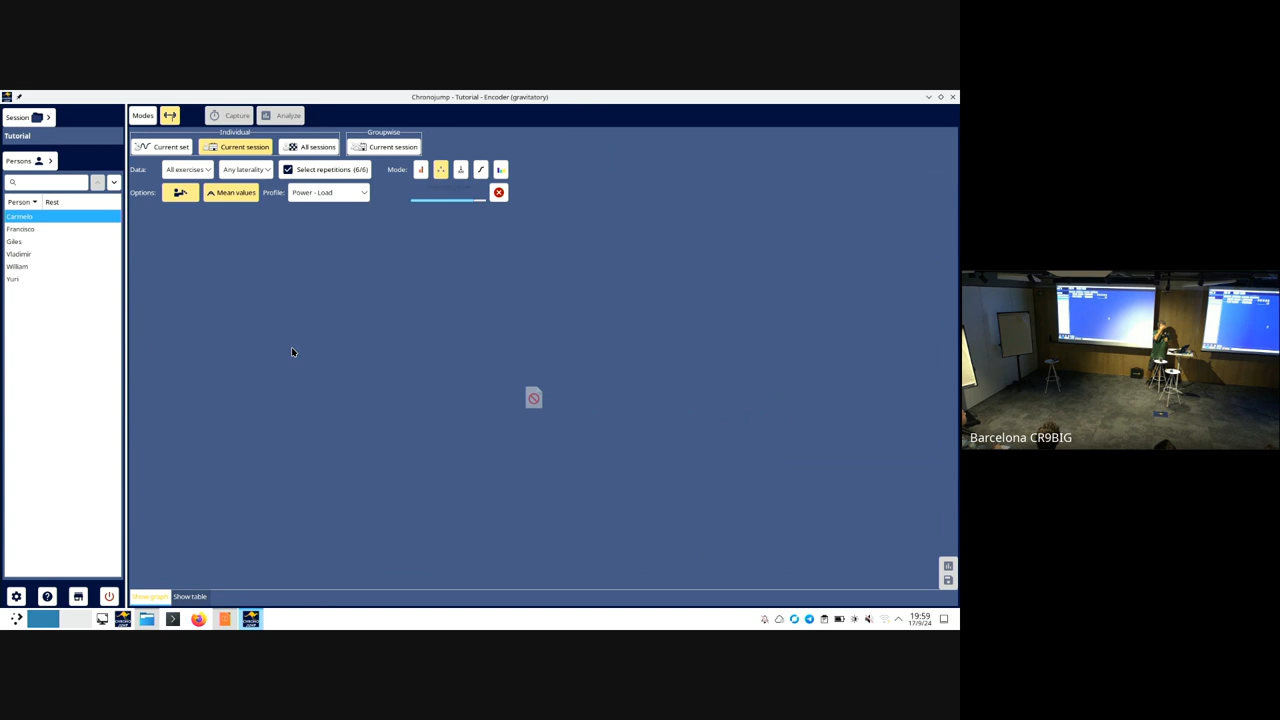 Chronojump - Tutorial - Encoder (gravitatory)
Session
Modes
Capture
Analyze
Tutorial
Individual
Groupwise
Current set
Current session
All sessions
Current session
Persons
Data:
All exercises
Any laterality
Select repetitions (6/6)
Mode:
Options:
Mean values
Profile:
Power - Load
Person
Rest
Carmelo
Francisco
Giles
Vladimir
William
Yuri
Show graph
Show table
19:59
17/9/24
Barcelona CR9BIG